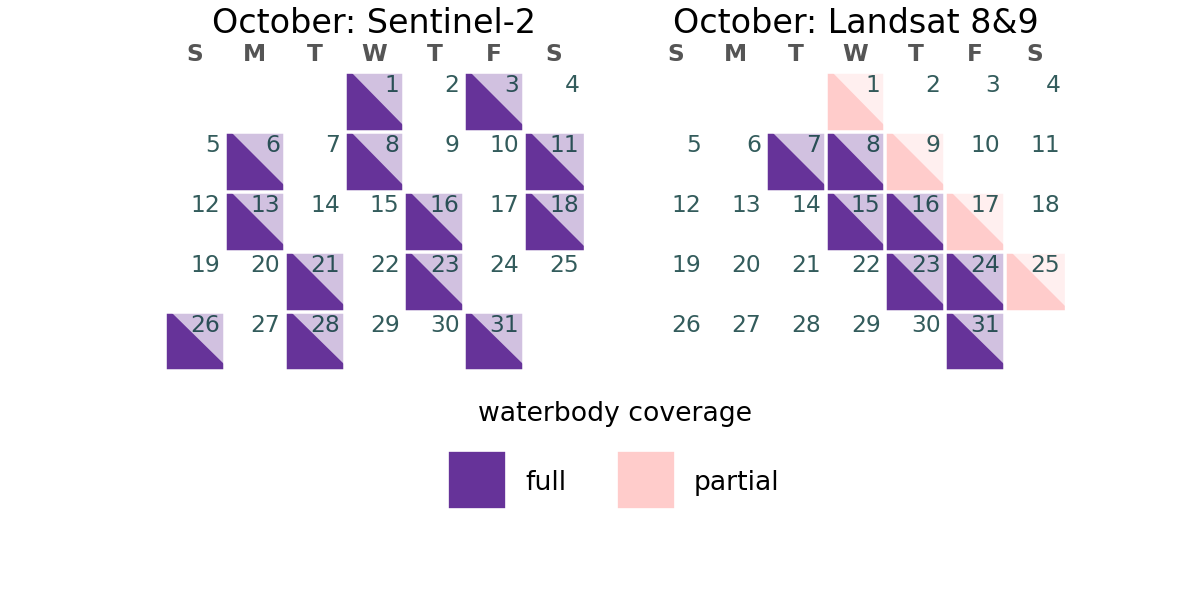 October: Sentinel-2
S M T W T F S
1 2 3 4
5 6 7 8 9 10 11
12 13 14 15 16 17 18
19 20 21 22 23 24 25
26 27 28 29 30 31
October: Landsat 8&9
S M T W T F S
1 2 3 4
5 6 7 8 9 10 11
12 13 14 15 16 17 18
19 20 21 22 23 24 25
26 27 28 29 30 31
waterbody coverage
full partial